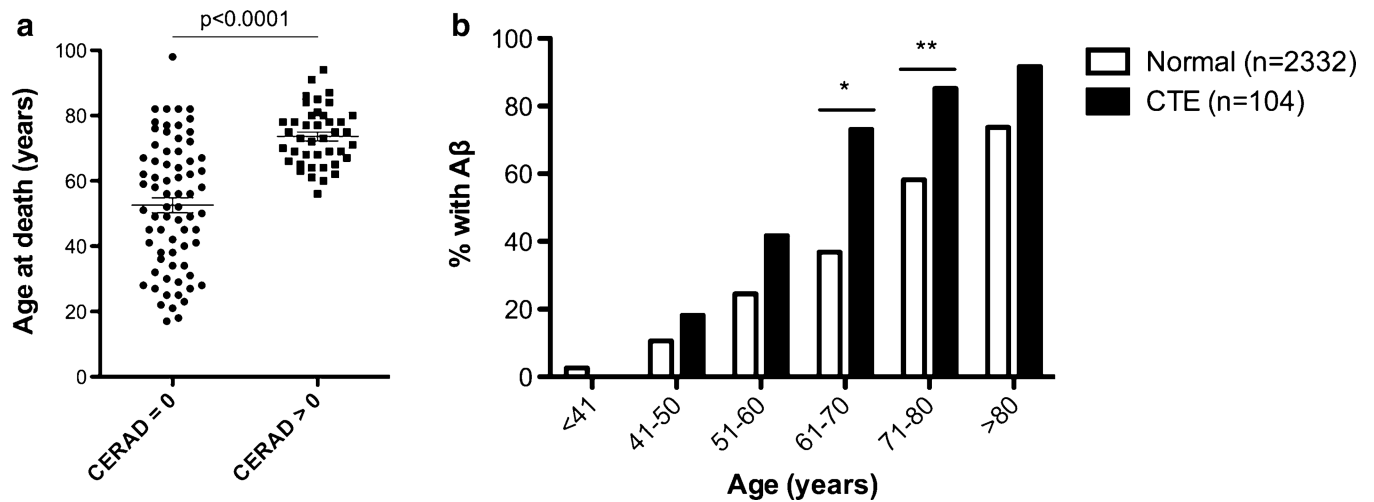 a
p<0.0001
100
80
60
40
20
0
Age at death (years)
CERAD = 0
CERAD > 0
b
100
80
60
40
20
0
% with Aβ
*
**
<41
41-50
51-60
61-70
71-80
>80
Age (years)
Normal (n=2332)
CTE (n=104)